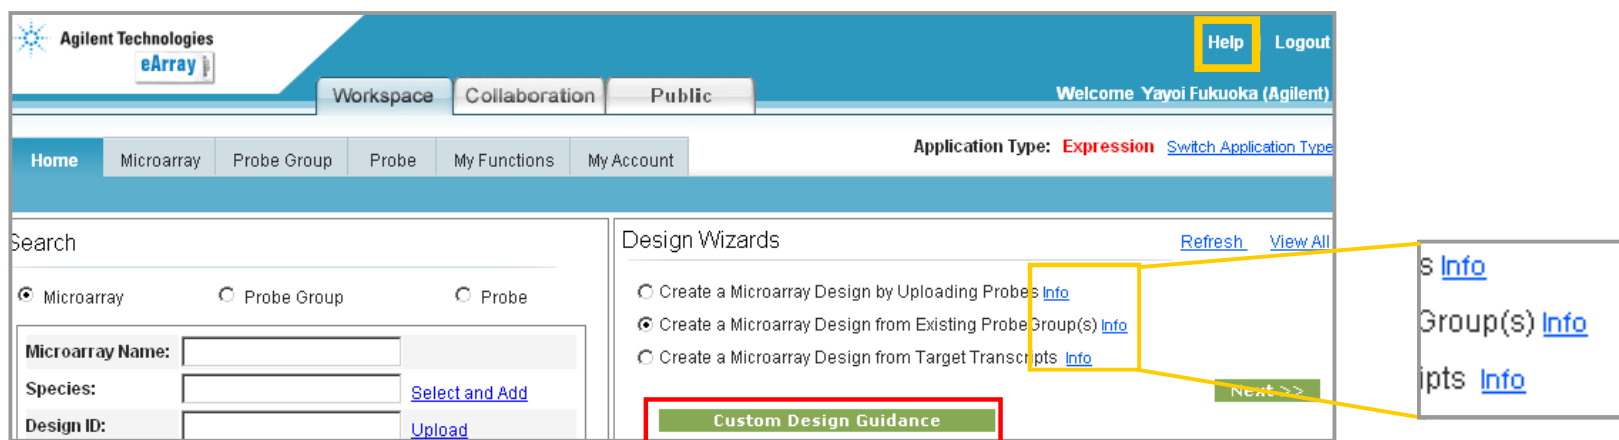 Agilent Technologies
eArray
Help Logout
Workspace Collaboration Public
Welcome Yayoi Fukuoka (Agilent)
Home Microarray Probe Group Probe My Functions My Account
Application Type: Expression Switch Application Type
Search
Microarray Probe Group Probe
Microarray Name:
Species: Select and Add
Design ID: Upload
Design Wizards Refresh View All
Create a Microarray Design by Uploading Probes Info
Create a Microarray Design from Existing ProbeGroup(s) Info
Create a Microarray Design from Target Transcripts Info
Next >>
Custom Design Guidance
s Info
Group(s) Info
ipts Info